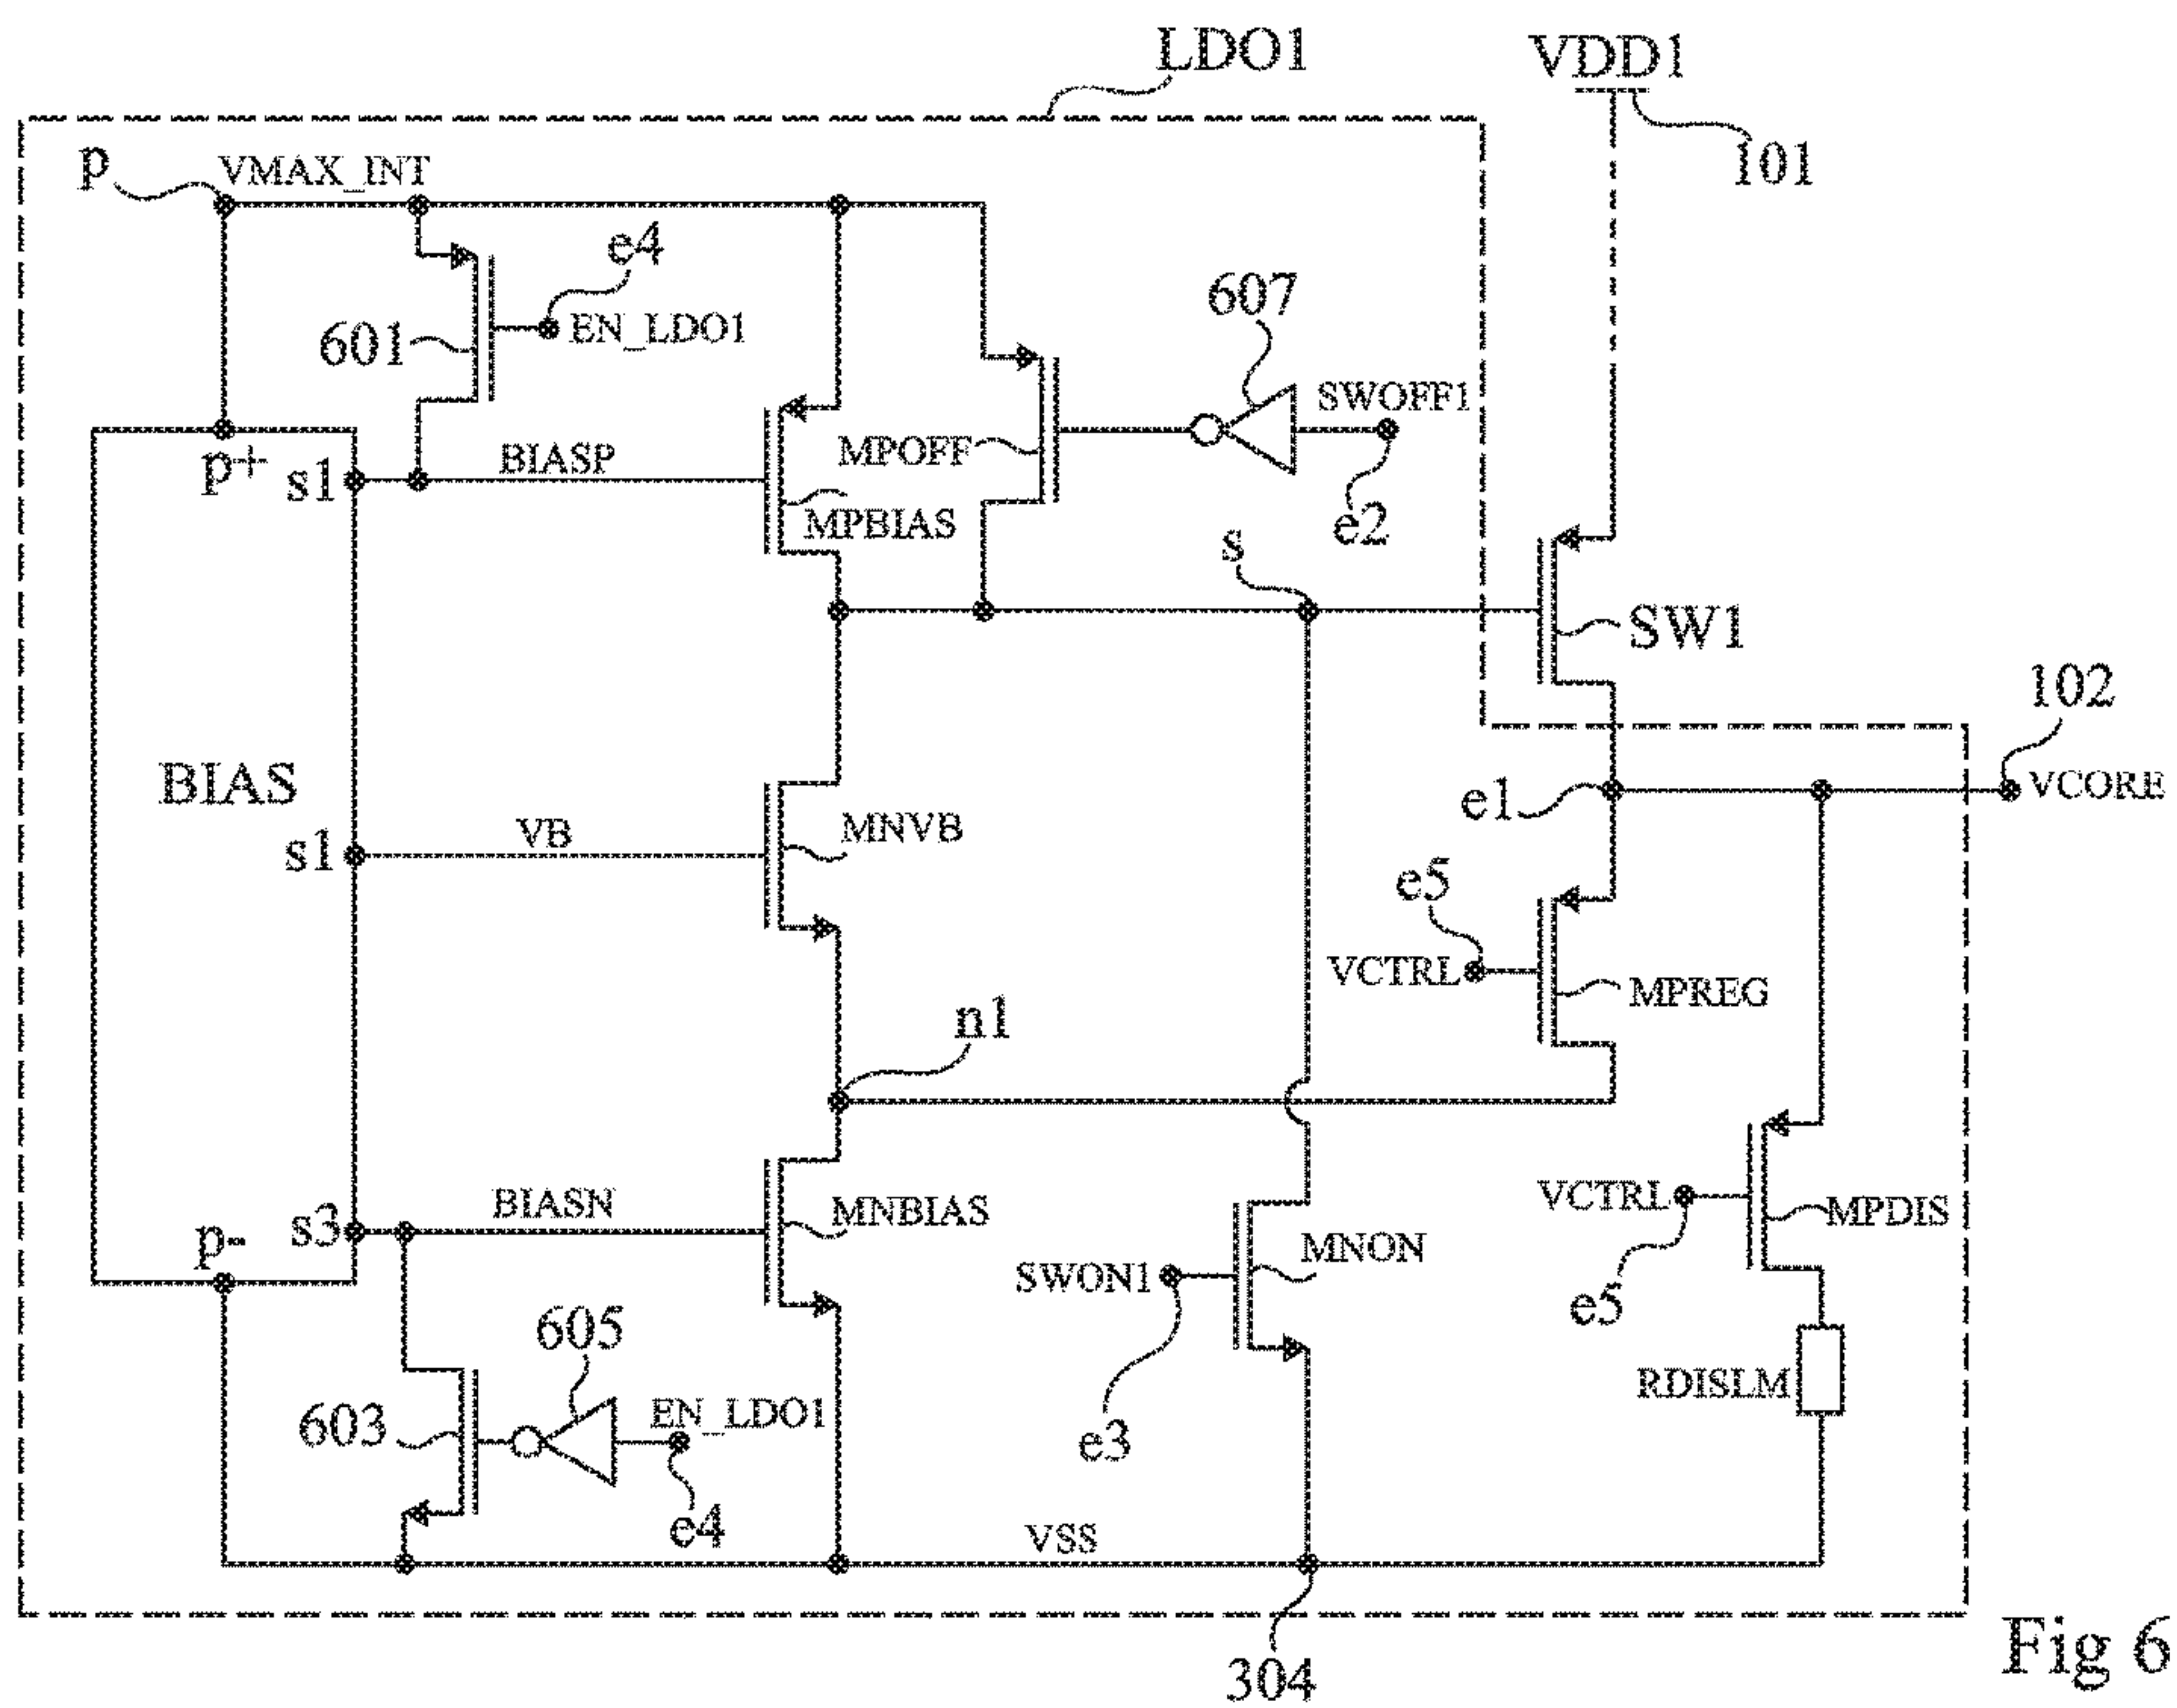 LDO1
VDD1
101
p
VMAX_INT
e4
601
EN_LDO1
607
SWOFF1
p+
s1
BIASP
MPOFF
MPBIAS
e2
s
SW1
102
BIAS
e1
VCORE
s1
VB
MNVB
e5
VCTRL
MPREG
n1
p-
s3
BIASN
MNBIAS
VCTRL
MPDIS
SWON1
MNON
e5
605
603
EN_LDO1
e3
RDISLM
e4
VSS
304
Fig 6